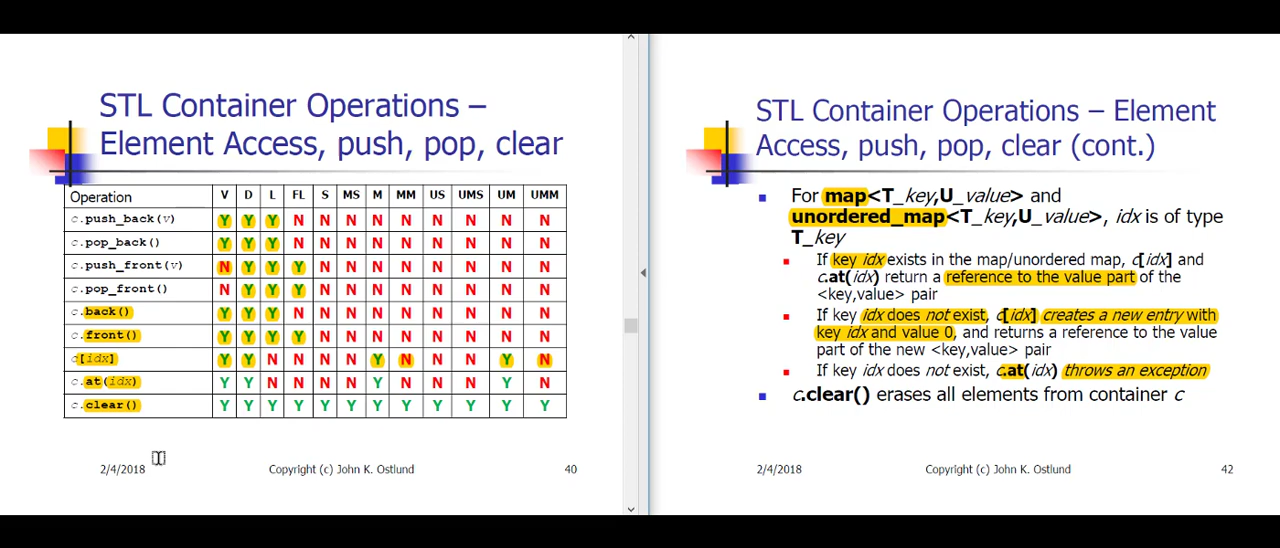 STL Container Operations –
Element Access, push, pop, clear
Operation V D L FL S MS M MM US UMS UM UMM
c.push_back(v) Y Y Y N N N N N N N N N
c.pop_back() Y Y Y N N N N N N N N N
c.push_front(v) N Y Y Y N N N N N N N N
c.pop_front() N Y Y Y N N N N N N N N
c.back() Y Y Y N N N N N N N N N
c.front() Y Y Y Y N N N N N N N N
c[idx] Y Y N N N N Y N N N Y N
c.at(idx) Y Y N N N N Y N N N Y N
c.clear() Y Y Y Y Y Y Y Y Y Y Y Y
2/4/2018 Copyright (c) John K. Ostlund 40
STL Container Operations – Element
Access, push, pop, clear (cont.)
For map<T_key,U_value> and
unordered_map<T_key,U_value>, idx is of type
T_key
If key idx exists in the map/unordered map, c[idx] and
c.at(idx) return a reference to the value part of the
<key,value> pair
If key idx does not exist, c[idx] creates a new entry with
key idx and value 0, and returns a reference to the value
part of the new <key,value> pair
If key idx does not exist, c.at(idx) throws an exception
c.clear() erases all elements from container c
2/4/2018 Copyright (c) John K. Ostlund 42